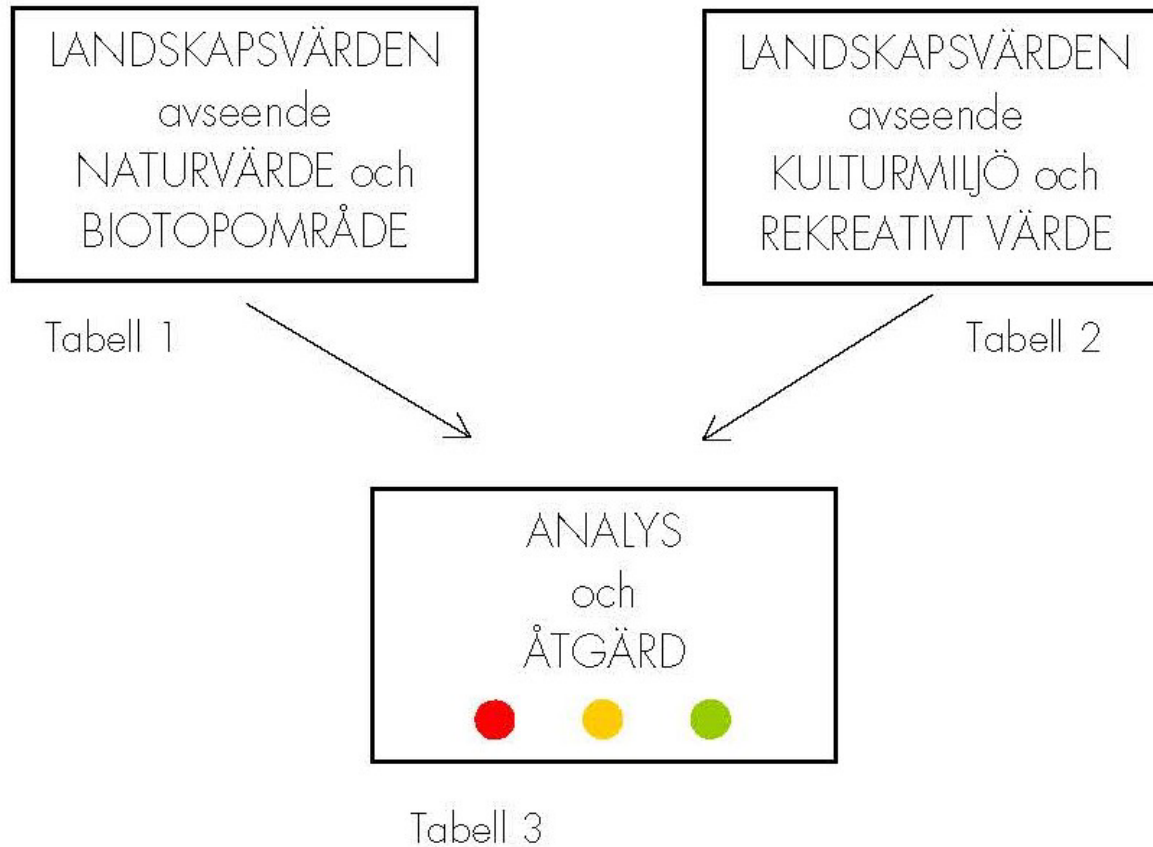 LANDSKAPSVÄRDEN
avseende
NATURVÄRDE och
BIOTOPOMRÅDE
Tabell 1
LANDSKAPSVÄRDEN
avseende
KULTURMILJÖ och
REKREATIVT VÄRDE
Tabell 2
ANALYS
och
ÅTGÄRD
Tabell 3